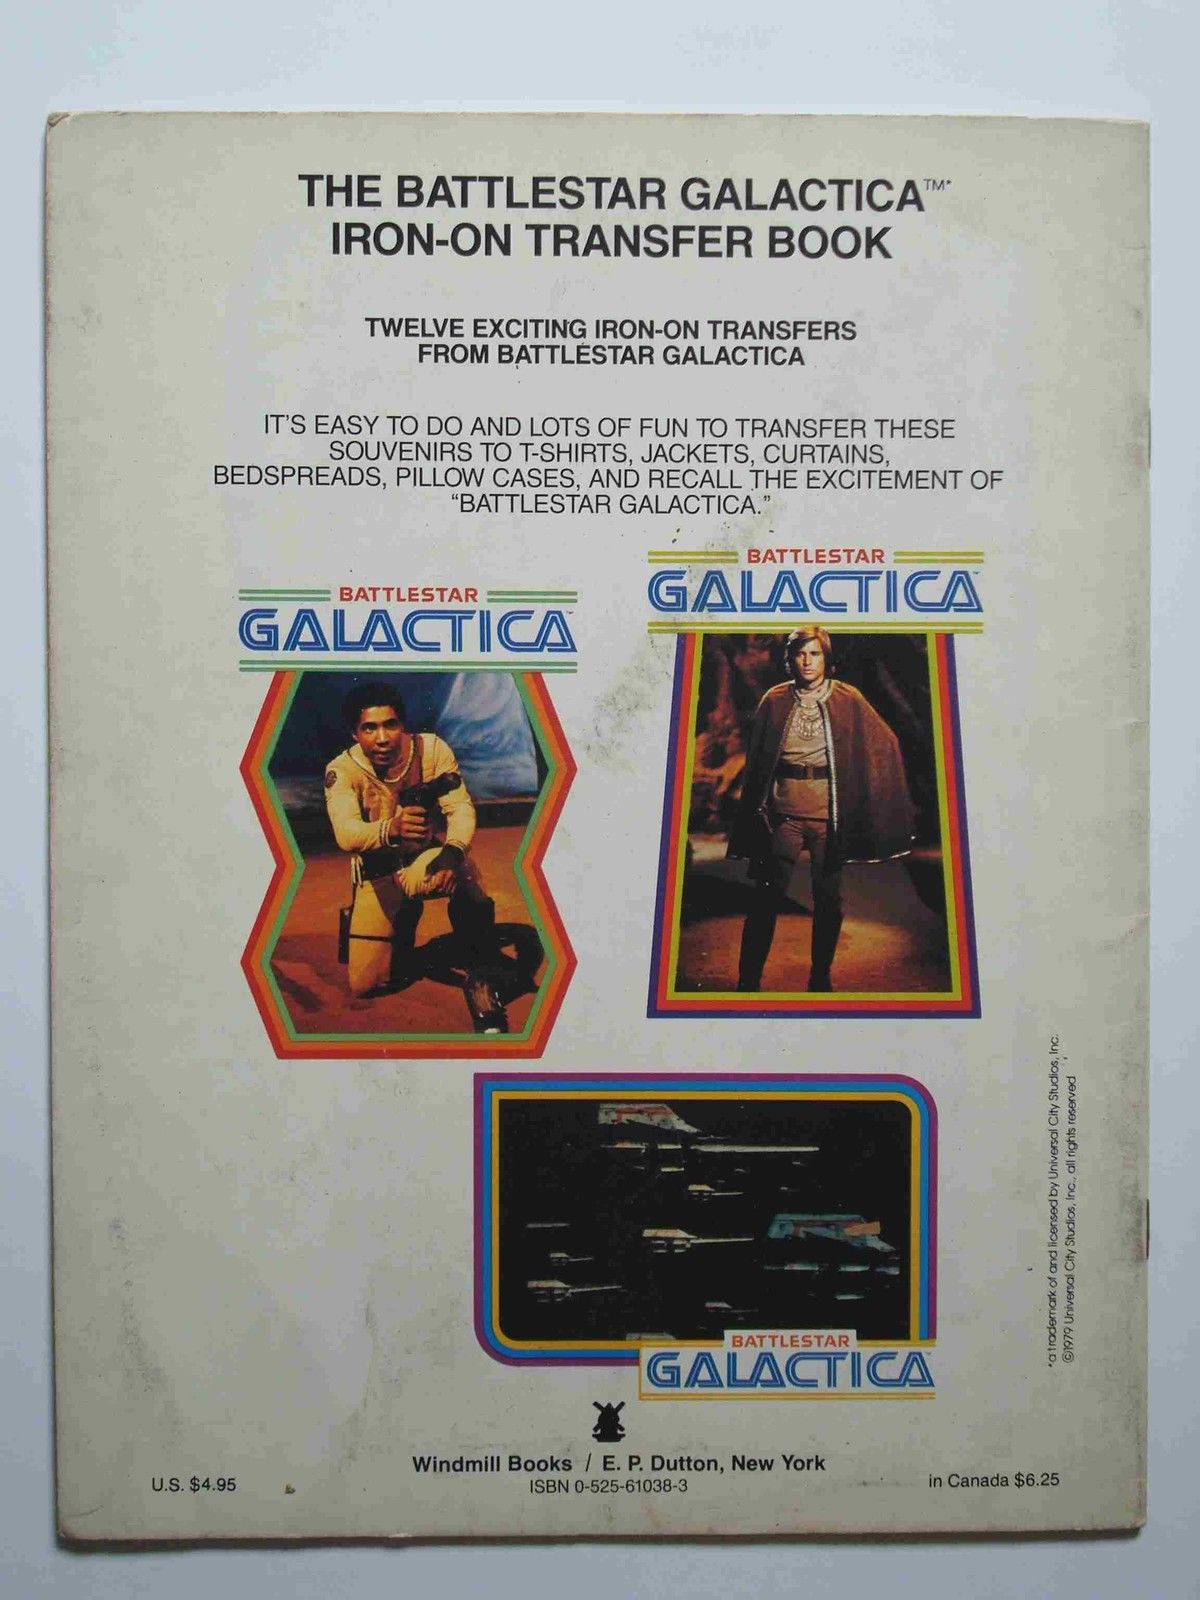 THE BATTLESTAR GALACTICA™*
IRON-ON TRANSFER BOOK
TWELVE EXCITING IRON-ON TRANSFERS
FROM BATTLESTAR GALACTICA
IT'S EASY TO DO AND LOTS OF FUN TO TRANSFER THESE
SOUVENIRS TO T-SHIRTS, JACKETS, CURTAINS,
BEDSPREADS, PILLOW CASES, AND RECALL THE EXCITEMENT OF
“BATTLESTAR GALACTICA.”
BATTLESTAR
GALACTICA™
BATTLESTAR
GALACTICA™
BATTLESTAR
GALACTICA™
*a trademark of and licensed by Universal City Studios, Inc.
©1979 Universal City Studios, Inc., all rights reserved
Windmill Books / E. P. Dutton, New York
U.S. $4.95
ISBN 0-525-61038-3
in Canada $6.25